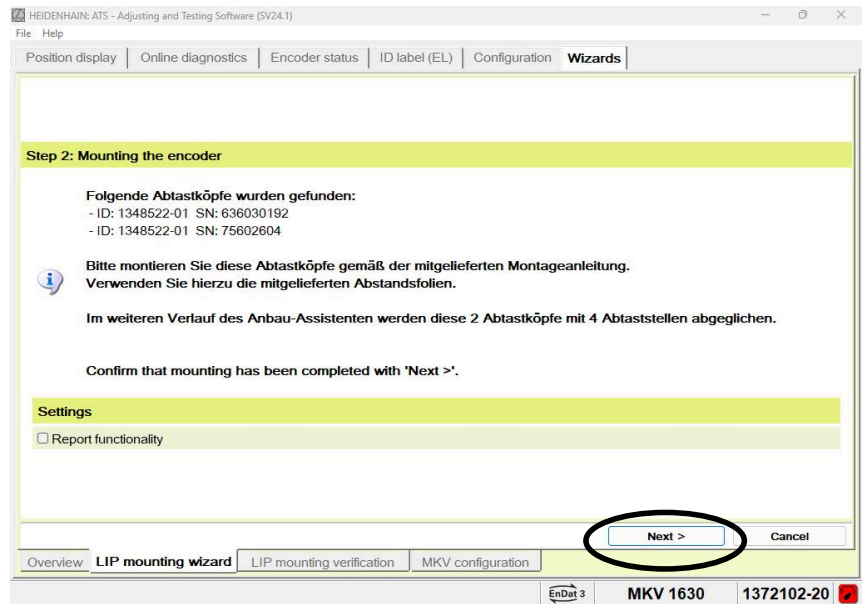 HEIDENHAIN: ATS - Adjusting and Testing Software (SV24.1)
File Help
Position display Online diagnostics Encoder status ID label (EL) Configuration Wizards
Step 2: Mounting the encoder
Folgende Abtastköpfe wurden gefunden:
- ID: 1348522-01 SN: 636030192
- ID: 1348522-01 SN: 75602604
Bitte montieren Sie diese Abtastköpfe gemäß der mitgelieferten Montageanleitung.
Verwenden Sie hierzu die mitgelieferten Abstandsfolien.
Im weiteren Verlauf des Anbau-Assistenten werden diese 2 Abtastköpfe mit 4 Abtaststellen abgeglichen.
Confirm that mounting has been completed with 'Next >'.
Settings
Report functionality
Next > Cancel
Overview LIP mounting wizard LIP mounting verification MKV configuration
EnDat 3 MKV 1630 1372102-20